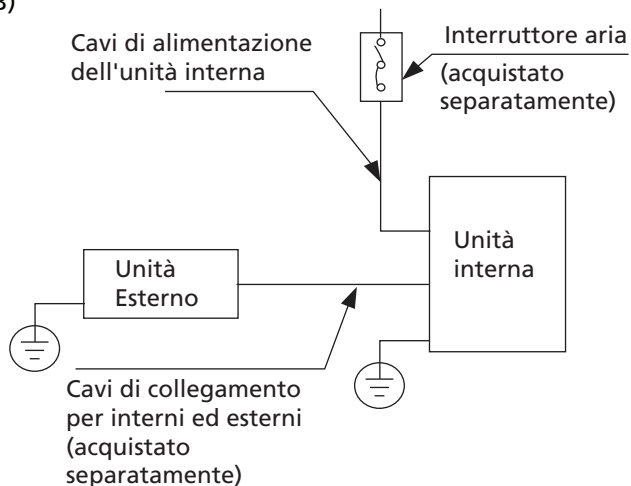 Cavi di alimentazione
dell'unità interna
Interruttore aria
(acquistato
separatamente)
Unità
interna
Unità
Esterno
Cavi di collegamento
per interni ed esterni
(acquistato
separatamente)